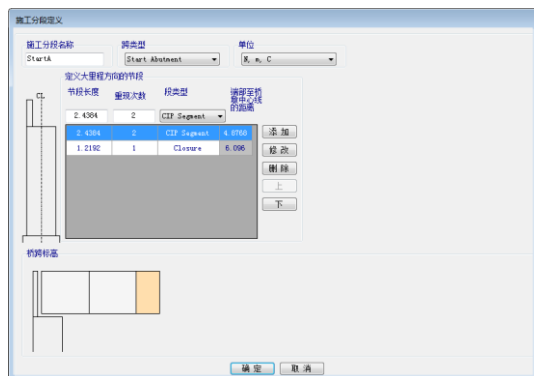 施工分段定义
施工分段名称 跨类型 单位
StartA Start Abutment N, m, C
定义大里程方向的节段
CL 节段长度 重现次数 段类型 端部至桥墩中心线的距离
2.4384 2 CIP Segment
2.4384 2 CIP Segment 4.8768
1.2192 1 Closure 6.096
添加
修改
删除
上
下
桥跨标高
确定 取消